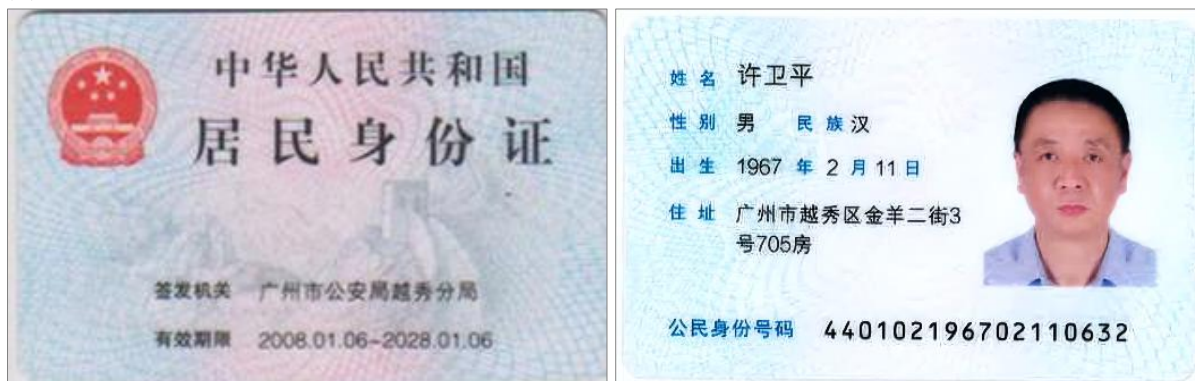 中华人民共和国
居民身份证
签发机关 广州市公安局越秀分局
有效期限 2008.01.06-2028.01.06
姓名 许卫平
性别 男 民族 汉
出生 1967 年 2 月 11 日
住址 广州市越秀区金羊二街3
号705房
公民身份号码 440102196702110632